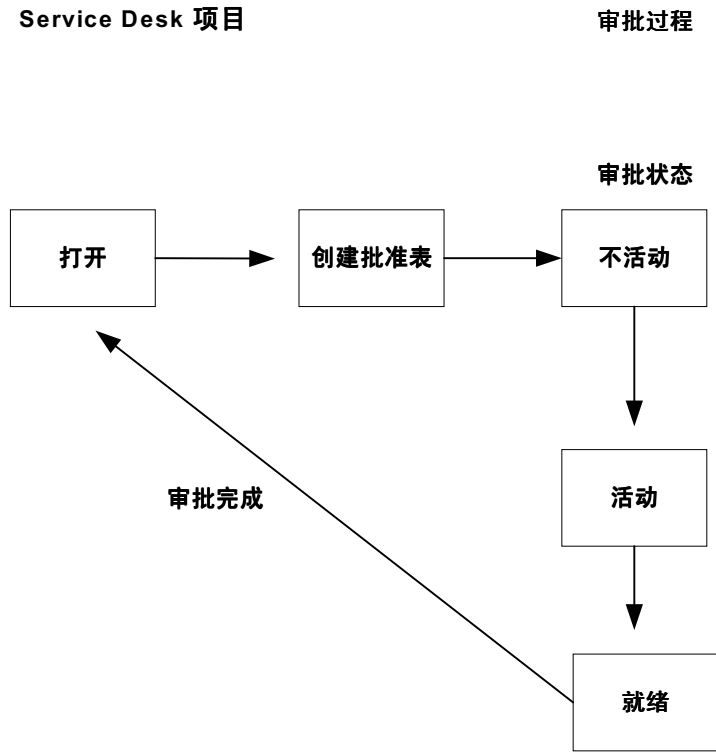 Service Desk 项目
审批过程
审批状态
打开
创建批准表
不活动
活动
审批完成
就绪